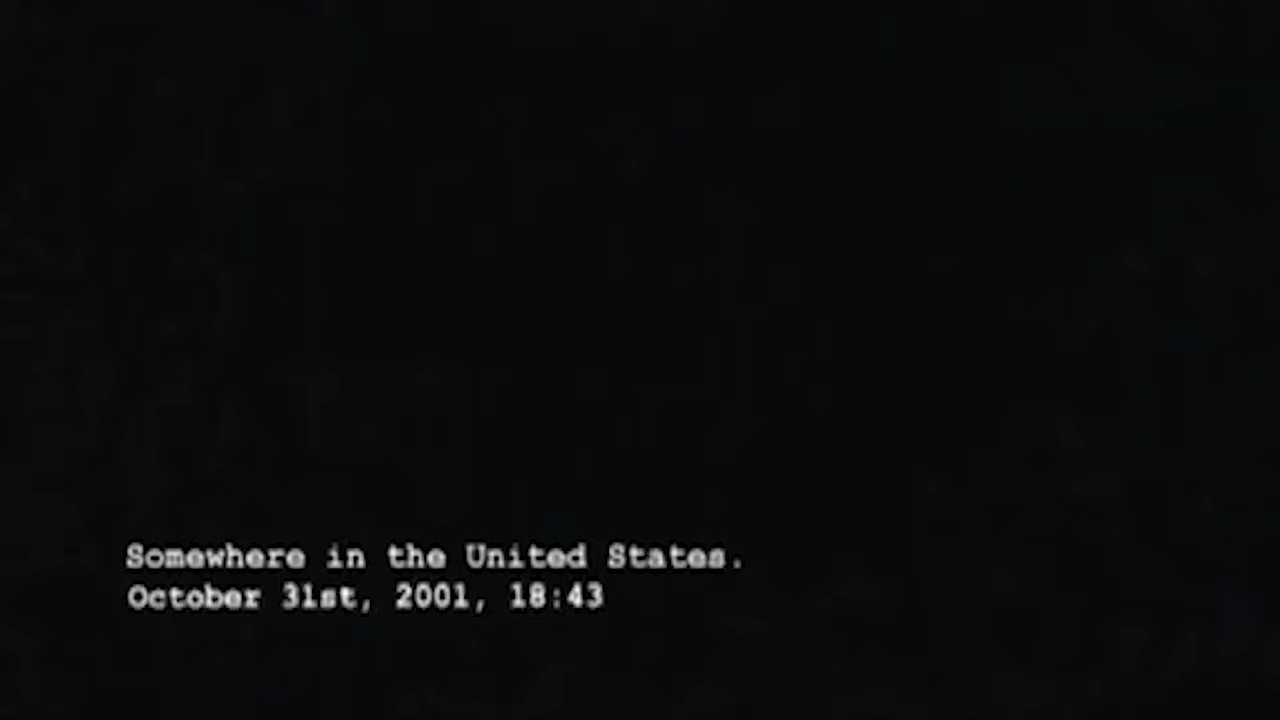 Somewhere in the United States.
October 31st, 2001, 18:43